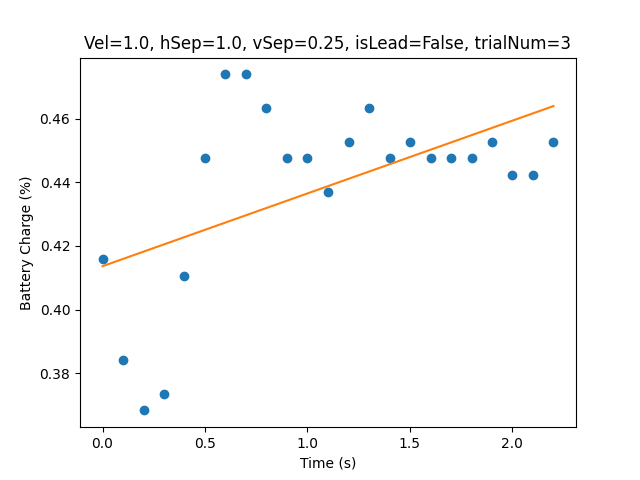 Vel=1.0, hSep=1.0, vSep=0.25, isLead=False, trialNum=3
Battery Charge (%)
0.46
0.44
0.42
0.40
0.38
0.0 0.5 1.0 1.5 2.0
Time (s)